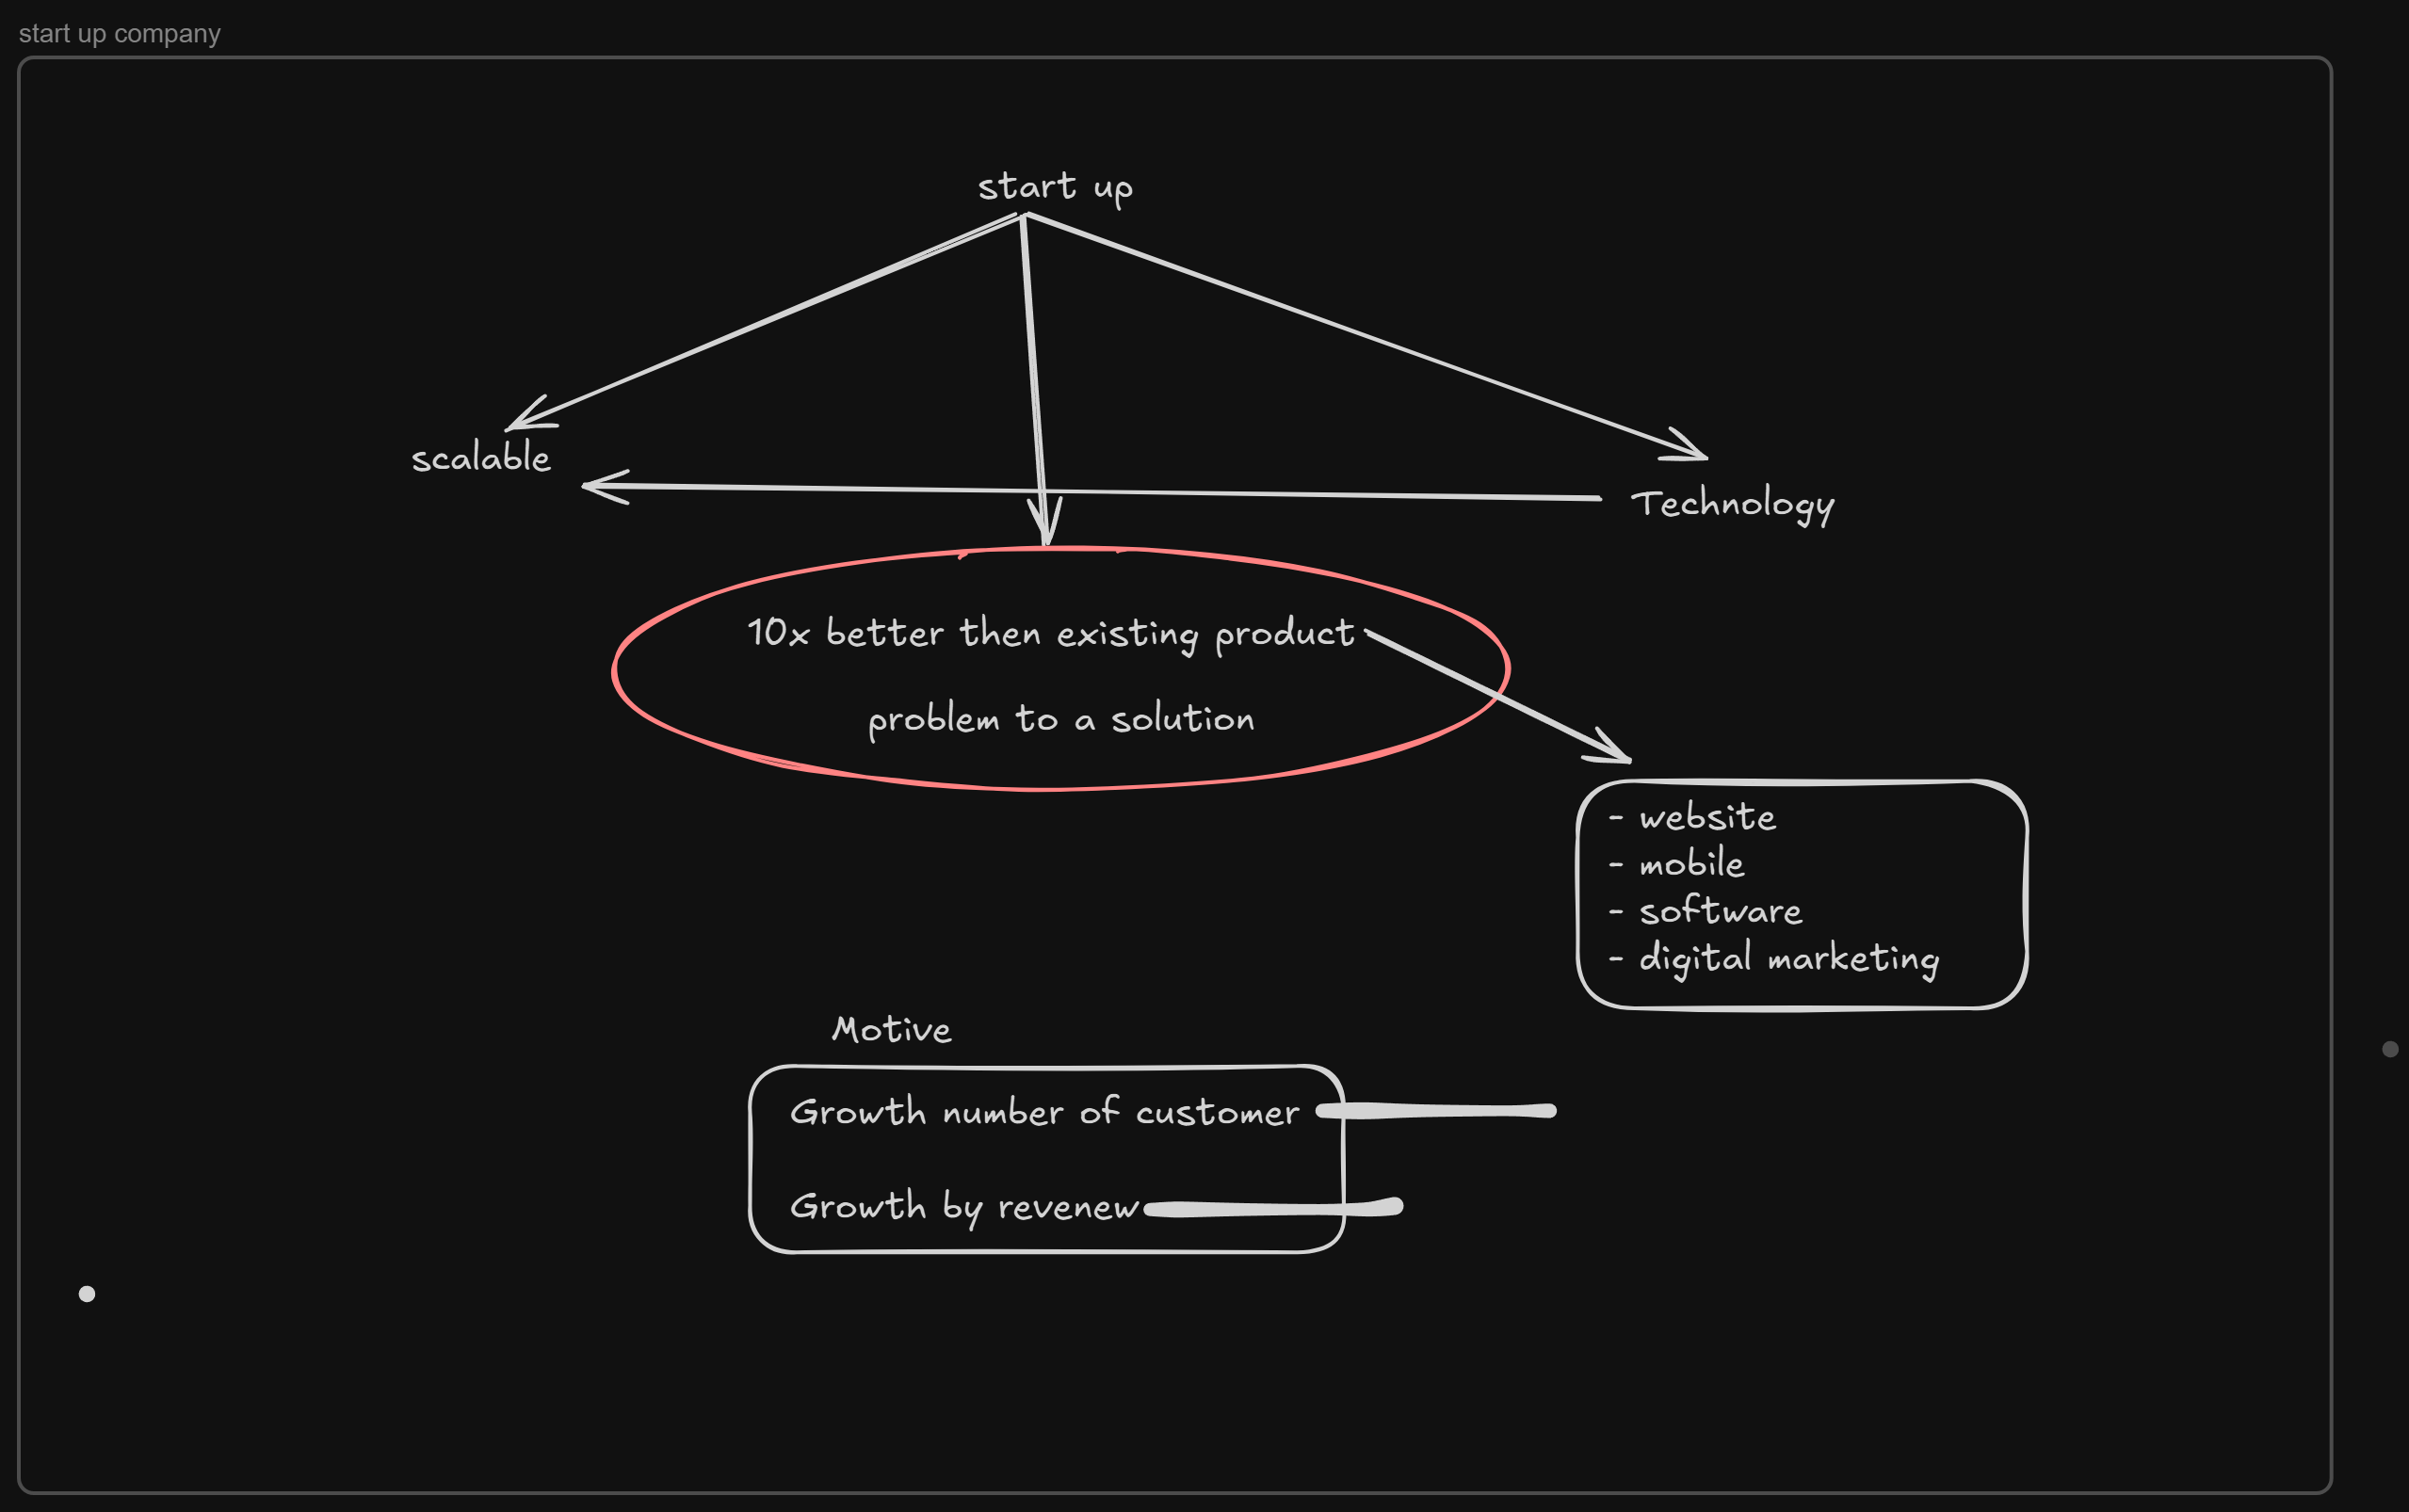 start up company
start up
scalable
Technology
10x better then existing product
problem to a solution
- website
- mobile
- software
- digital marketing
Motive
Growth number of customer
Growth by revenew